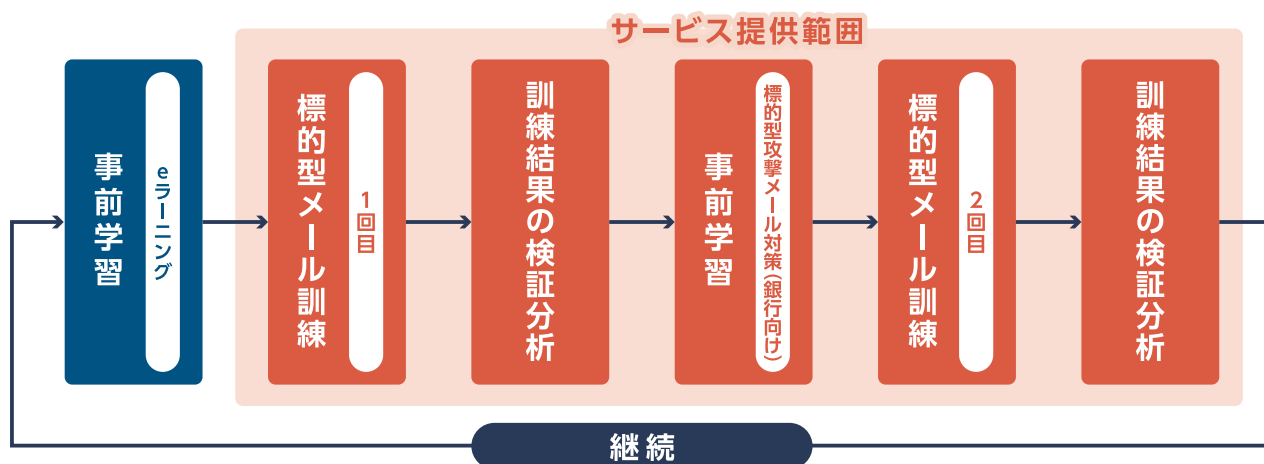 サービス提供範囲
事前学習
eラーニング
標的型メール訓練
1回目
訓練結果の検証分析
事前学習
標的型攻撃メール対策(銀行向け)
標的型メール訓練
2回目
訓練結果の検証分析
継続